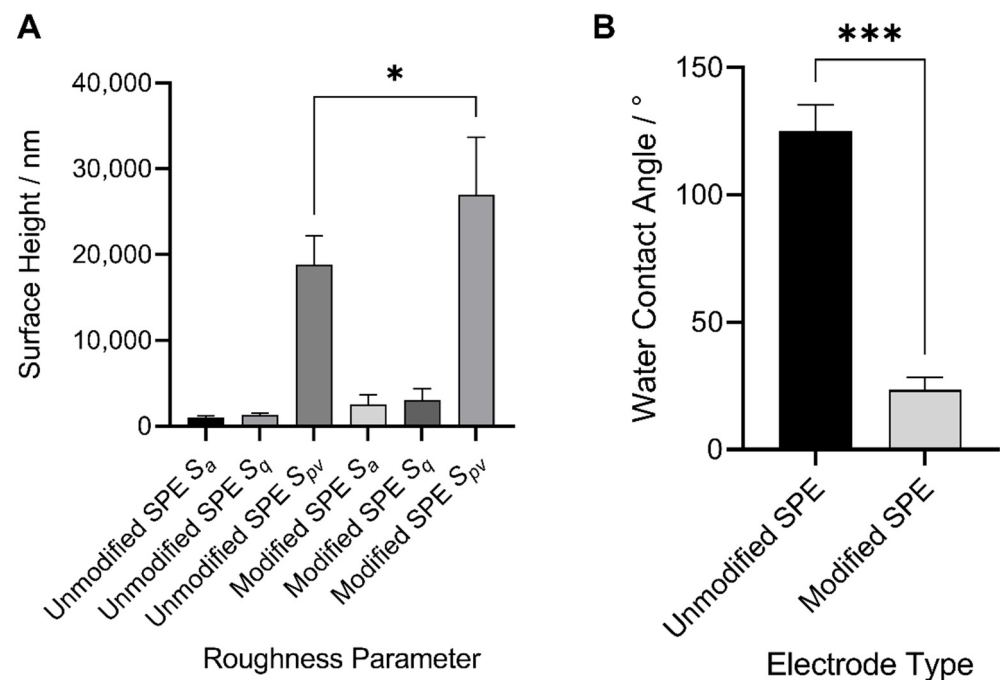 A
*
40,000
30,000
20,000
10,000
0
Surface Height / nm
Unmodified SPE Sa
Unmodified SPE Sq
Unmodified SPE Spv
Modified SPE Sa
Modified SPE Sq
Modified SPE Spv
Roughness Parameter
B
***
150
100
50
0
Water Contact Angle / °
Unmodified SPE
Modified SPE
Electrode Type